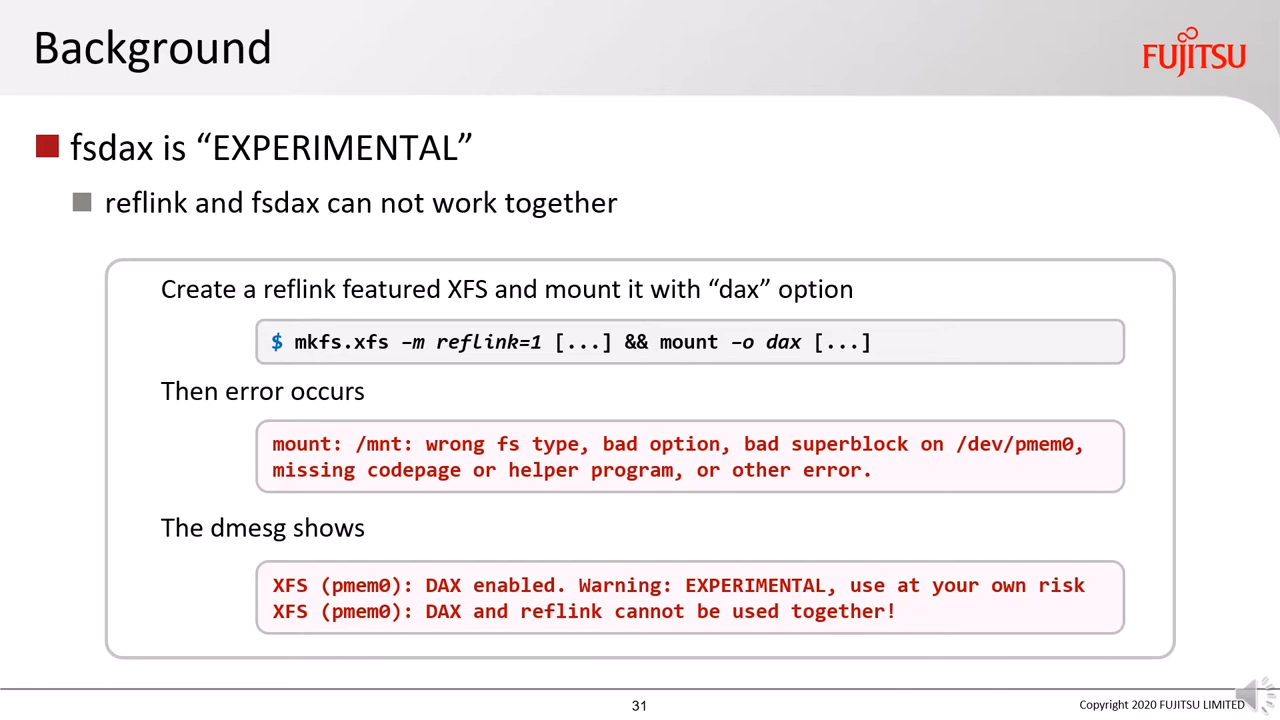 Background
FUJITSU
fsdax is “EXPERIMENTAL”
reflink and fsdax can not work together
Create a reflink featured XFS and mount it with “dax” option
$ mkfs.xfs –m reflink=1 [...] && mount –o dax [...]
Then error occurs
mount: /mnt: wrong fs type, bad option, bad superblock on /dev/pmem0,
missing codepage or helper program, or other error.
The dmesg shows
XFS (pmem0): DAX enabled. Warning: EXPERIMENTAL, use at your own risk
XFS (pmem0): DAX and reflink cannot be used together!
31
Copyright 2020 FUJITSU LIMITED